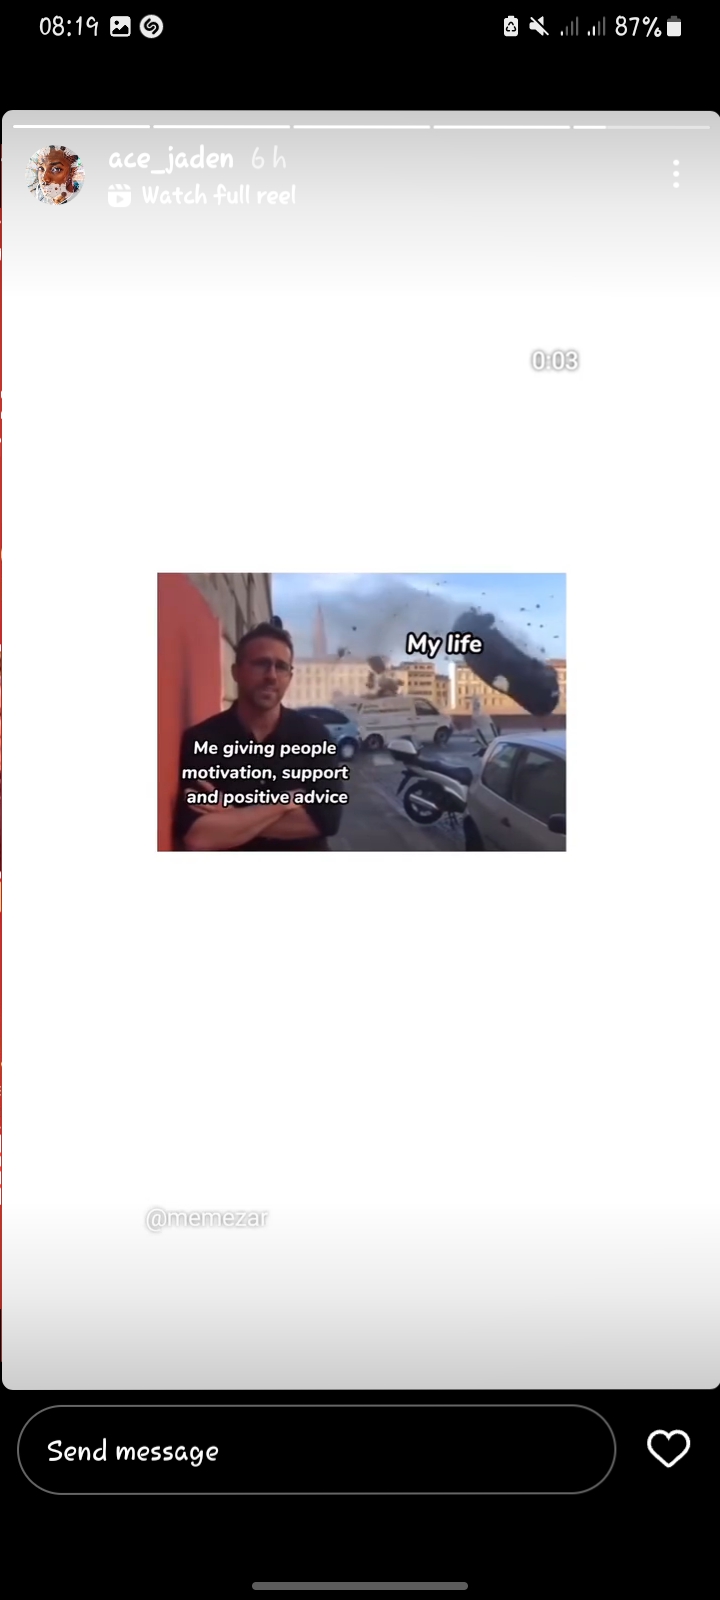 08:19 87%
ace_jaden 6 h
Watch full reel
0:03
My life
Me giving people
motivation, support
and positive advice
@memezar
Send message